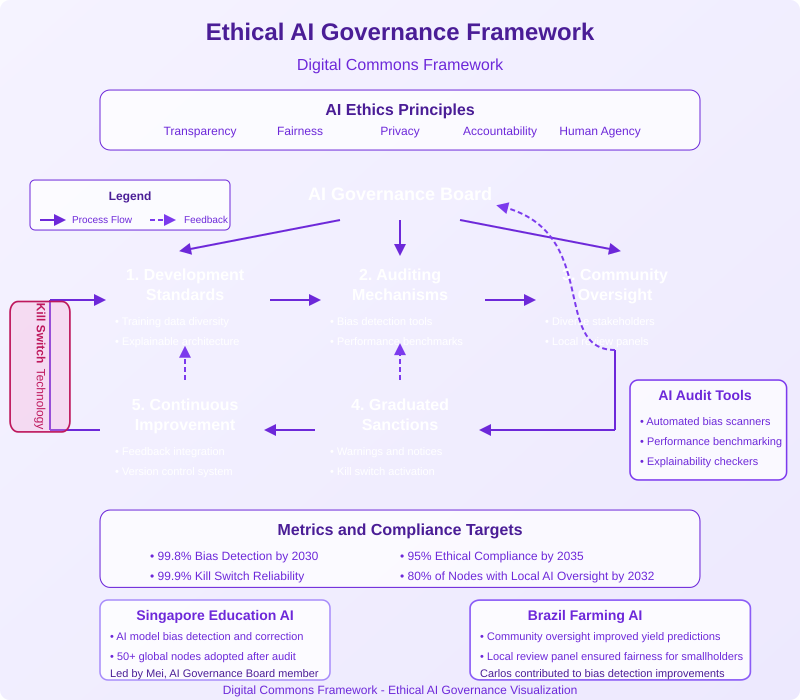 Ethical AI Governance Framework
Digital Commons Framework
AI Ethics Principles
Transparency Fairness Privacy Accountability Human Agency
Legend
Process Flow Feedback
AI Governance Board
1. Development
Standards
• Training data diversity
• Explainable architecture
2. Auditing
Mechanisms
• Bias detection tools
• Performance benchmarks
Community
Oversight
• Diverse stakeholders
• Local review panels
Kill Switch Technology
5. Continuous
Improvement
• Feedback integration
• Version control system
4. Graduated
Sanctions
• Warnings and notices
• Kill switch activation
AI Audit Tools
• Automated bias scanners
• Performance benchmarking
• Explainability checkers
Metrics and Compliance Targets
• 99.8% Bias Detection by 2030
• 95% Ethical Compliance by 2035
• 99.9% Kill Switch Reliability
• 80% of Nodes with Local AI Oversight by 2032
Singapore Education AI
• AI model bias detection and correction
• 50+ global nodes adopted after audit
Led by Mei, AI Governance Board member
Brazil Farming AI
• Community oversight improved yield predictions
• Local review panel ensured fairness for smallholders
Carlos contributed to bias detection improvements
Digital Commons Framework - Ethical AI Governance Visualization